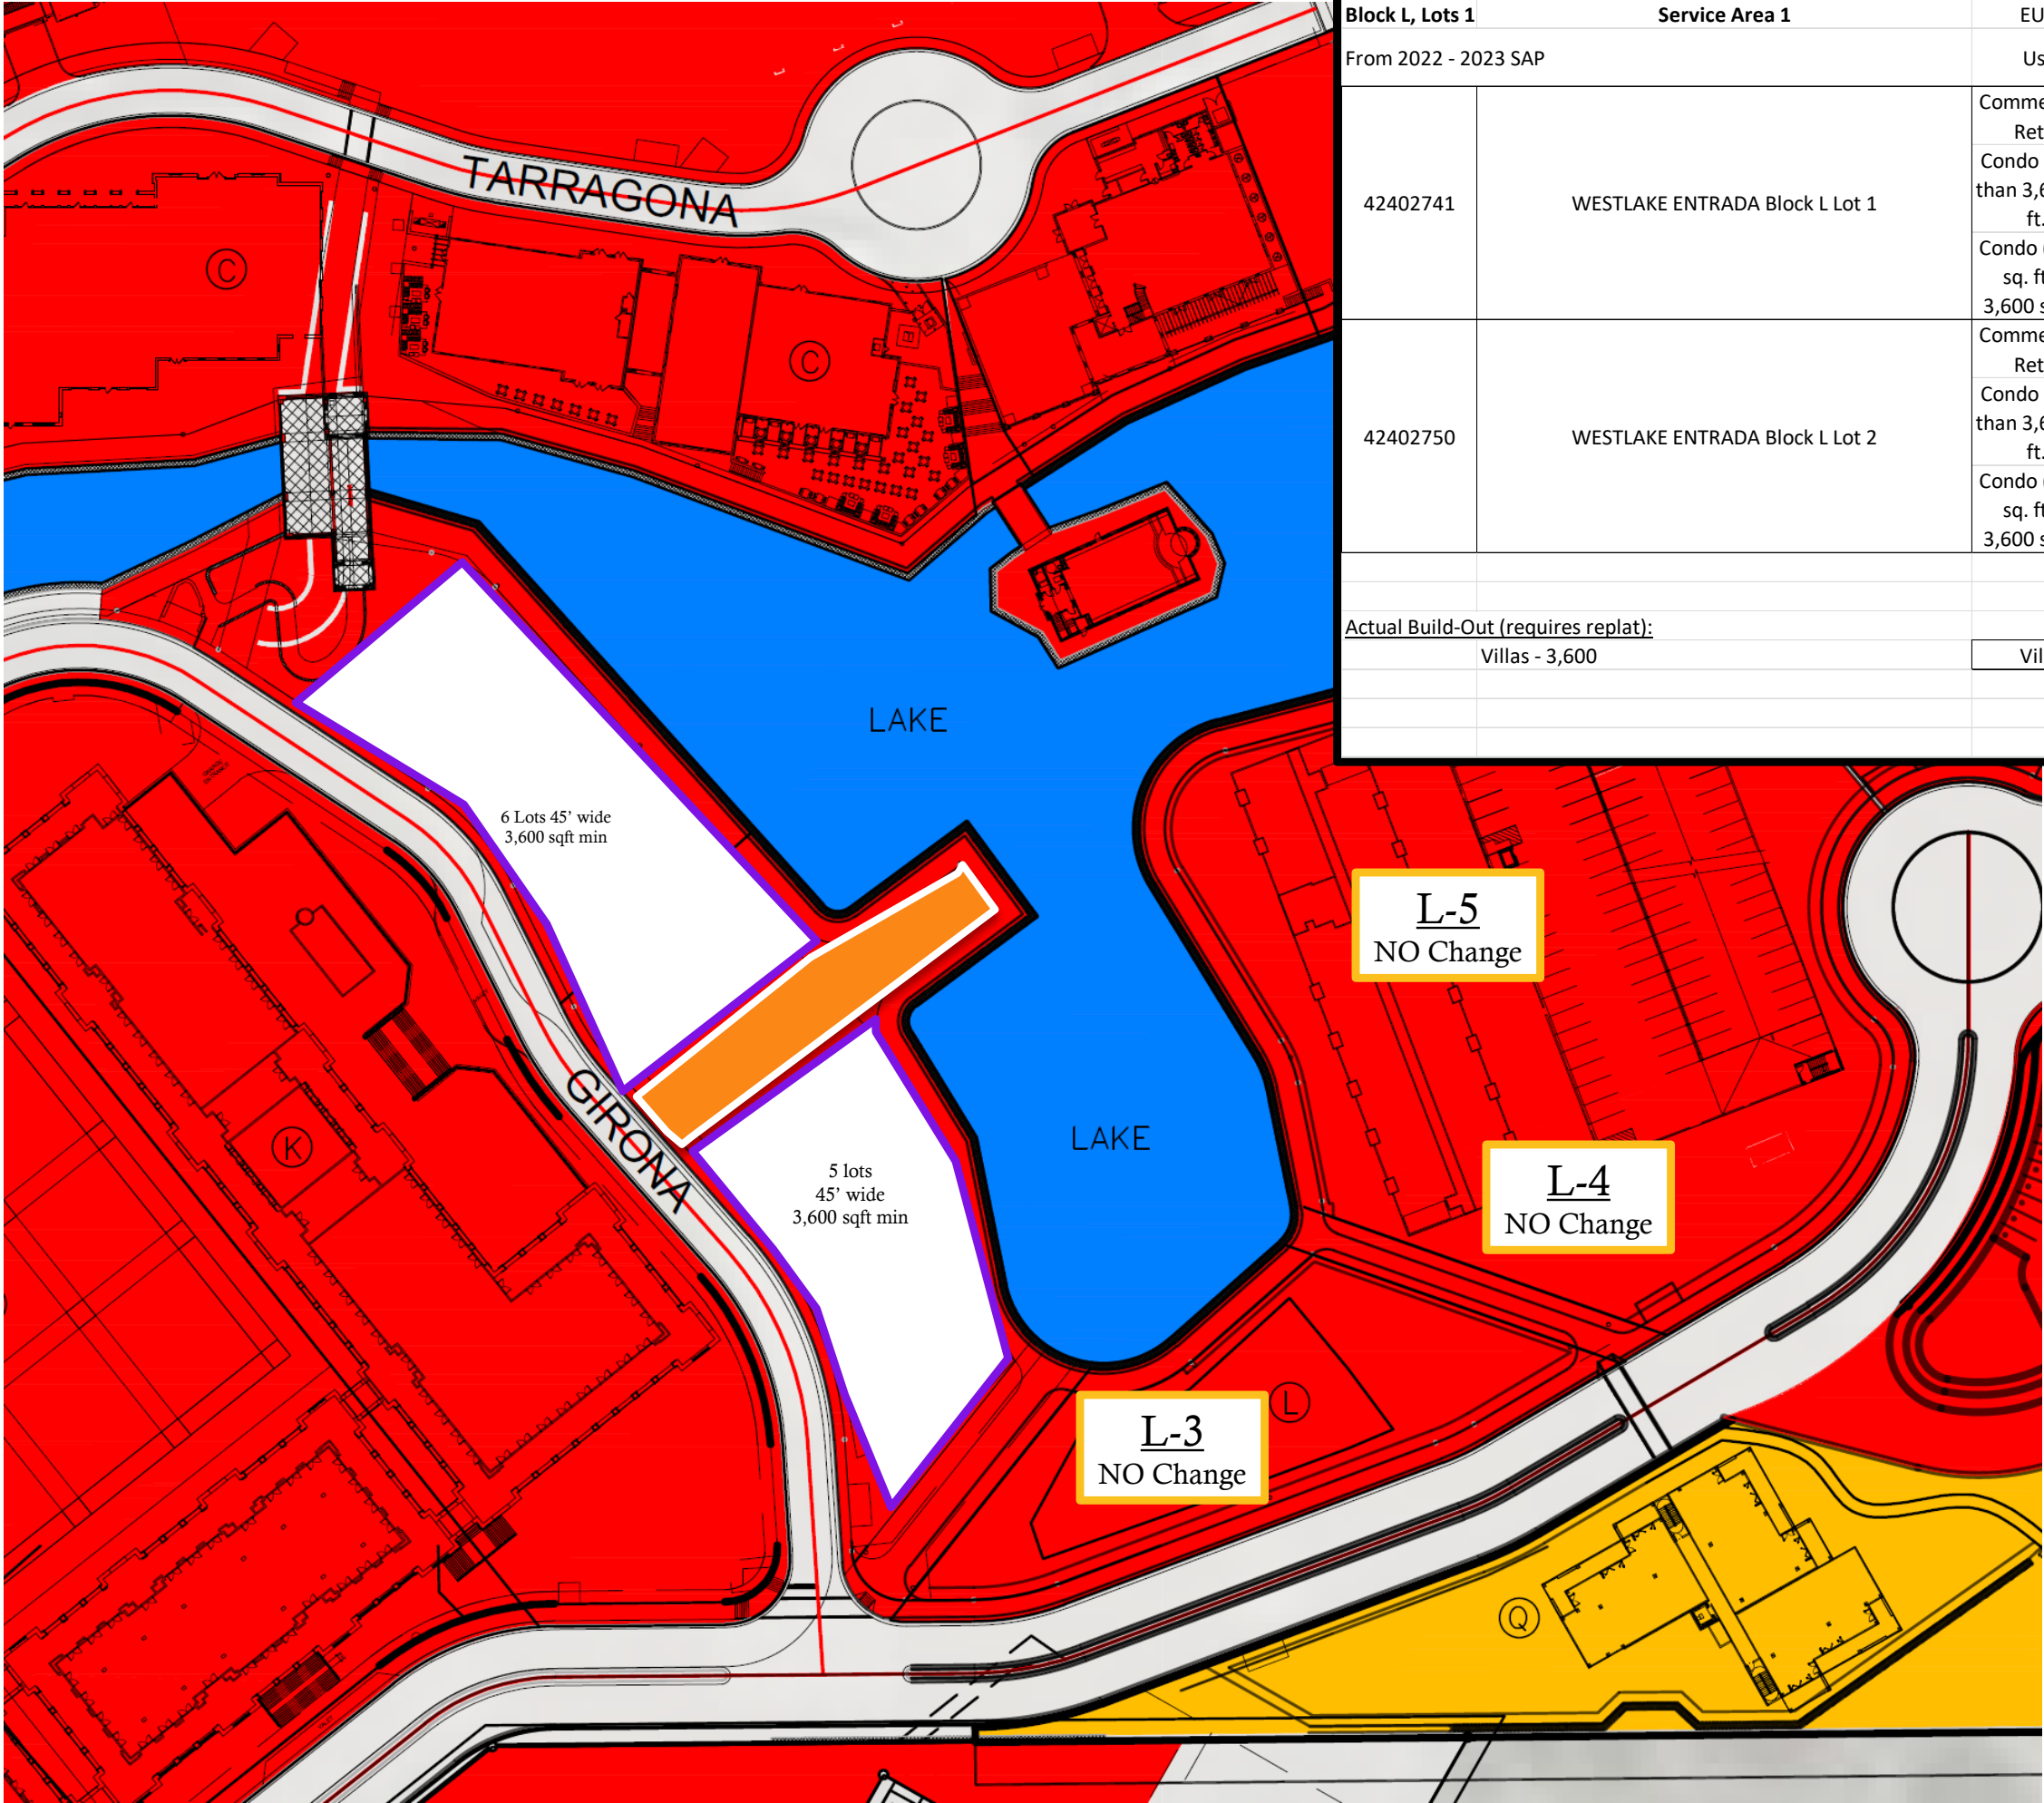 Block L, Lots 1 Service Area 1 EU
From 2022 - 2023 SAP Us
Comme
Ret
Condo
than 3,6
ft.
42402741 WESTLAKE ENTRADA Block L Lot 1
Condo
sq. ft
3,600 s
Comme
Ret
Condo
than 3,6
ft.
42402750 WESTLAKE ENTRADA Block L Lot 2
Condo
sq. ft
3,600 s
Actual Build-Out (requires replat):
Villas - 3,600 Vil
TARRAGONA
C
C
LAKE
6 Lots 45’ wide
3,600 sqft min
L-5
NO Change
GIRONA
K
LAKE
5 lots
45’ wide
3,600 sqft min
L-4
NO Change
L-3
NO Change
L
Q